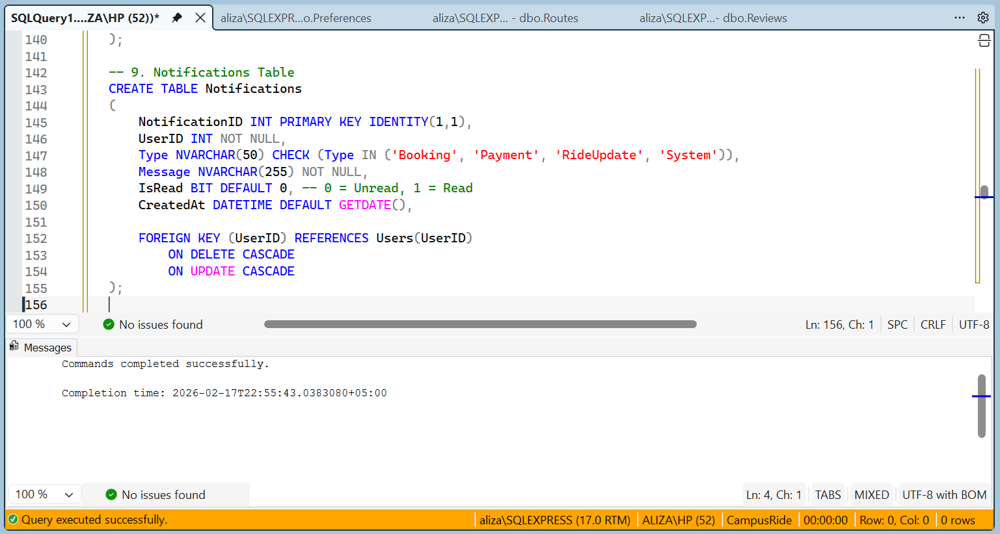 SQLQuery1....ZA\HP (52))*
aliza\SQLEXPR...o.Preferences
aliza\SQLEXP... - dbo.Routes
aliza\SQLEXP...- dbo.Reviews
140 );
141
142 -- 9. Notifications Table
143 CREATE TABLE Notifications
144 (
145 NotificationID INT PRIMARY KEY IDENTITY(1,1),
146 UserID INT NOT NULL,
147 Type NVARCHAR(50) CHECK (Type IN ('Booking', 'Payment', 'RideUpdate', 'System')),
148 Message NVARCHAR(255) NOT NULL,
149 IsRead BIT DEFAULT 0, -- 0 = Unread, 1 = Read
150 CreatedAt DATETIME DEFAULT GETDATE(),
151
152 FOREIGN KEY (UserID) REFERENCES Users(UserID)
153 ON DELETE CASCADE
154 ON UPDATE CASCADE
155 );
156
100 % No issues found Ln: 156, Ch: 1 SPC CRLF UTF-8
Messages
Commands completed successfully.
Completion time: 2026-02-17T22:55:43.0383080+05:00
100 % No issues found Ln: 4, Ch: 1 TABS MIXED UTF-8 with BOM
Query executed successfully. aliza\SQLEXPRESS (17.0 RTM) ALIZA\HP (52) CampusRide 00:00:00 Row: 0, Col: 0 0 rows